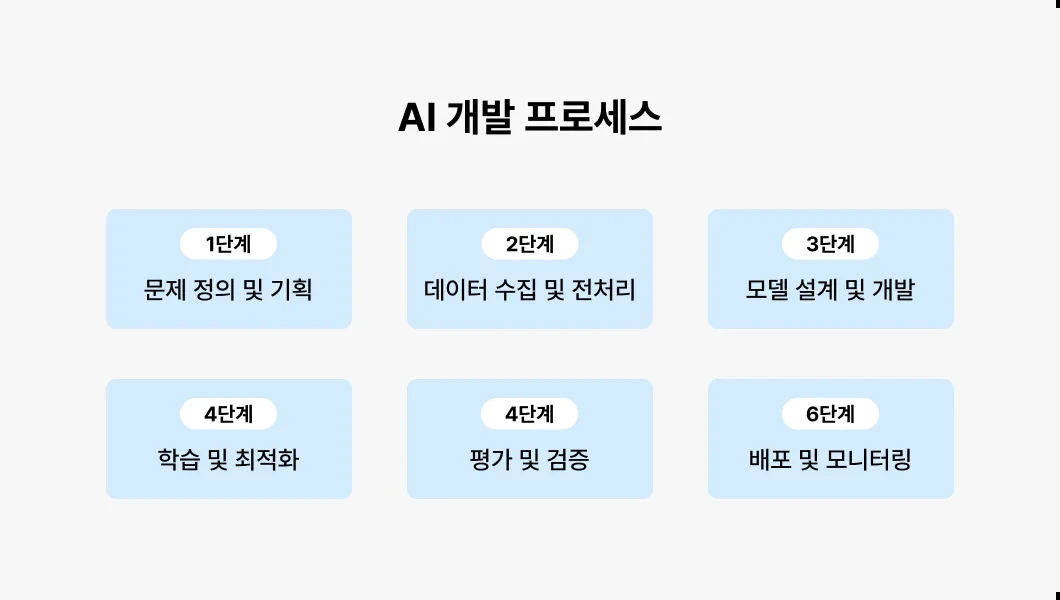 AI 개발 프로세스
1단계
문제 정의 및 기획
2단계
데이터 수집 및 전처리
3단계
모델 설계 및 개발
4단계
학습 및 최적화
4단계
평가 및 검증
6단계
배포 및 모니터링